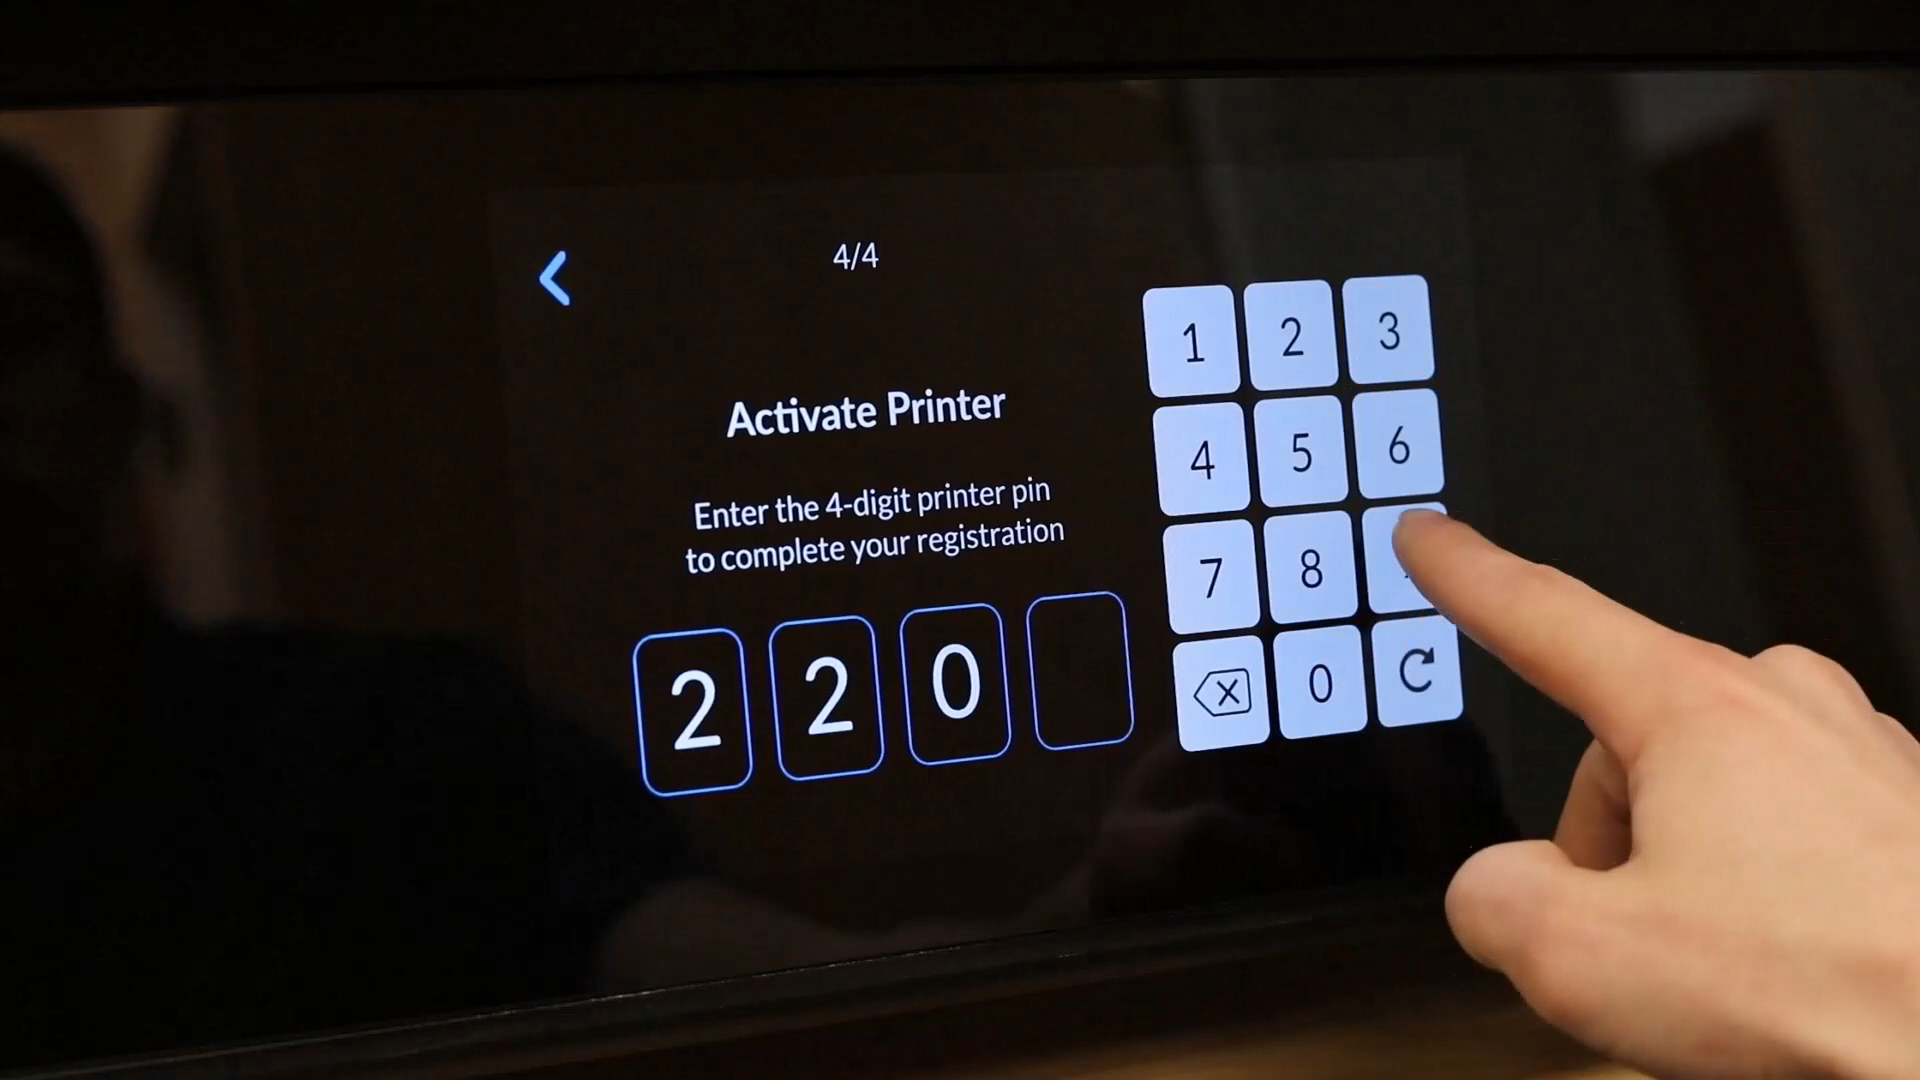 4/4
Activate Printer
Enter the 4-digit printer pin
to complete your registration
2 2 0
1 2 3
4 5 6
7 8
0